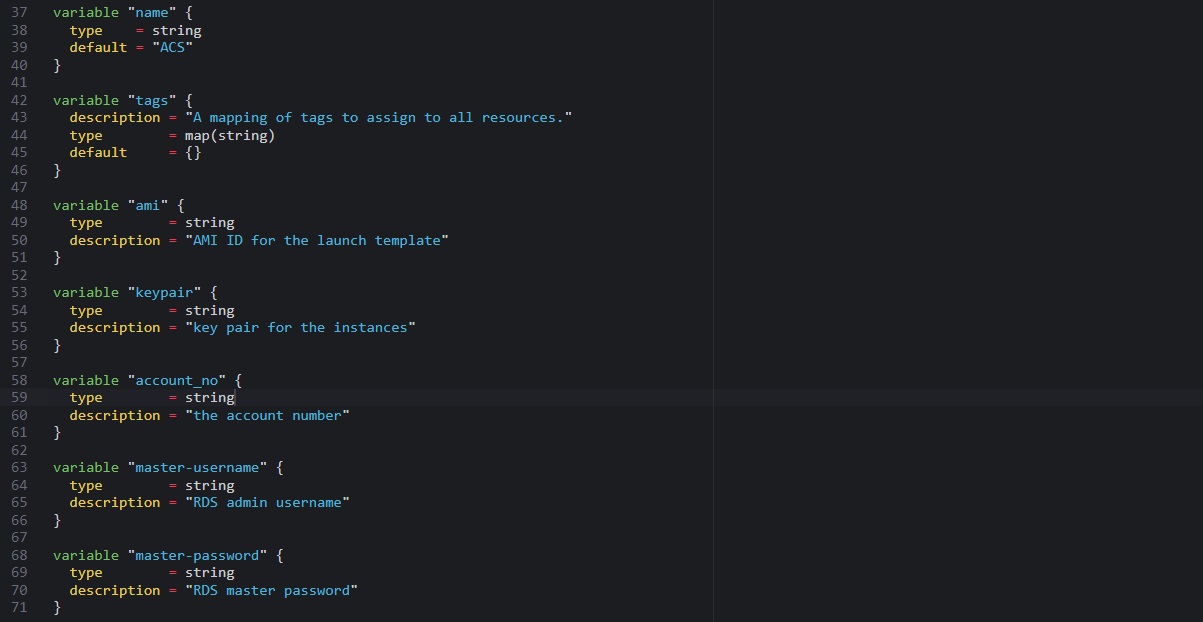 37 variable "name" {
38   type    = string
39   default = "ACS"
40 }
41
42 variable "tags" {
43   description = "A mapping of tags to assign to all resources."
44   type        = map(string)
45   default     = {}
46 }
47
48 variable "ami" {
49   type        = string
50   description = "AMI ID for the launch template"
51 }
52
53 variable "keypair" {
54   type        = string
55   description = "key pair for the instances"
56 }
57
58 variable "account_no" {
59   type        = string
60   description = "the account number"
61 }
62
63 variable "master-username" {
64   type        = string
65   description = "RDS admin username"
66 }
67
68 variable "master-password" {
69   type        = string
70   description = "RDS master password"
71 }